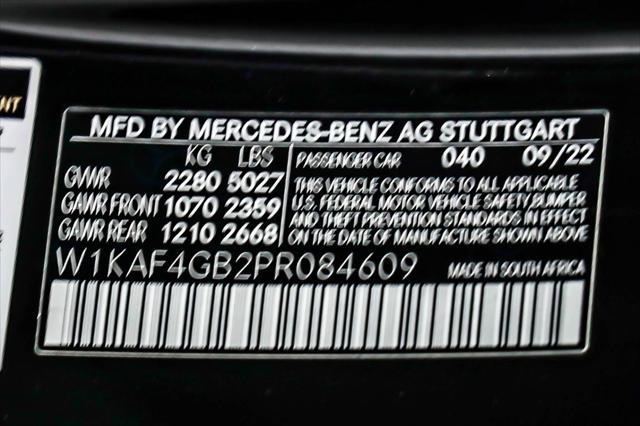 NT
MFD BY MERCEDES-BENZ AG STUTTGART
KG LBS
GVWR 2280 5027
GAWR FRONT 1070 2359
GAWR REAR 1210 2668
PASSENGER CAR 040 09/22
THIS VEHICLE CONFORMS TO ALL APPLICABLE
U.S. FEDERAL MOTOR VEHICLE SAFETY, BUMPER
AND THEFT PREVENTION STANDARDS IN EFFECT
ON THE DATE OF MANUFACTURE SHOWN ABOVE
W1KAF4GB2PR084609 MADE IN SOUTH AFRICA